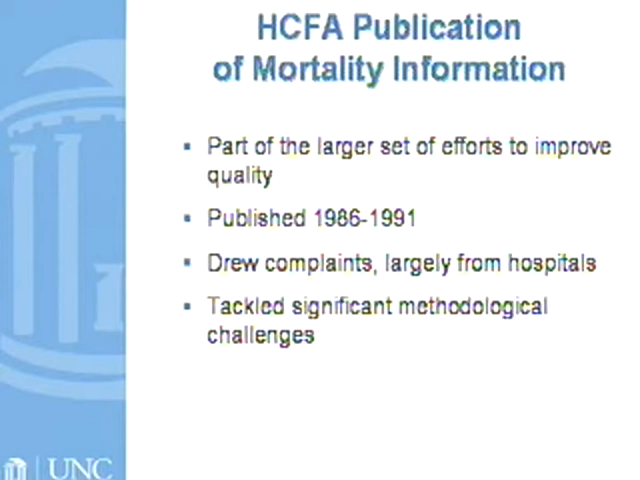 HCFA Publication
of Mortality Information
▪ Part of the larger set of efforts to improve
quality
▪ Published 1986-1991
▪ Drew complaints, largely from hospitals
▪ Tackled significant methodological
challenges
UNC